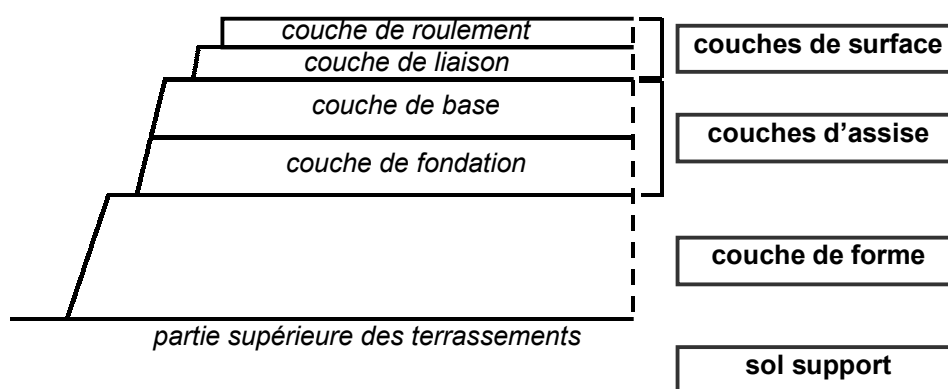 couche de roulement
couches de surface
couche de liaison
couche de base
couches d'assise
couche de fondation
couche de forme
partie supérieure des terrassements
sol support